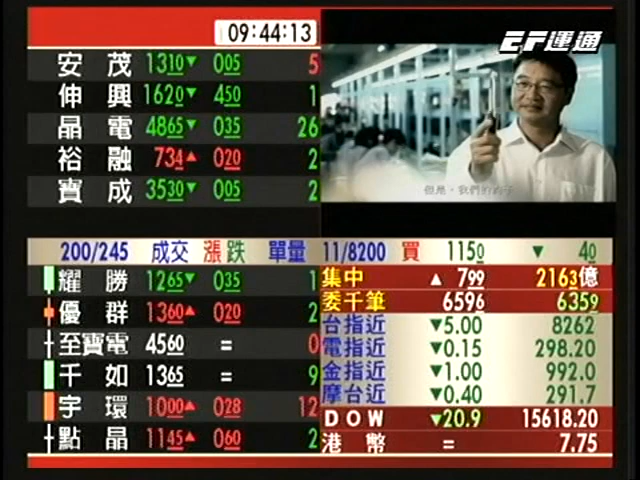 09:44:13
EF運通
安茂 1310▼ 005 5
伸興 1620▼ 450 1
晶電 4865▼ 035 26
裕融 734▲ 020 2
寶成 3530▼ 005 2
但是，我們的
200/245 成交 漲跌 單量 11/8200 買 1150 ▼ 40
耀勝 1265▼ 035 1
優群 1360▲ 020 2
至寶電 4560 = 0
千如 1365 = 9
宇環 1000▲ 028 12
點晶 1145▲ 060 2
集中 ▲ 799 2163億
委千筆 6596 6359
台指近 ▼5.00 8262
電指近 ▼0.15 298.20
金指近 ▼1.00 992.0
摩台近 ▼0.40 291.7
DOW ▼20.9 15618.20
港幣 = 7.75